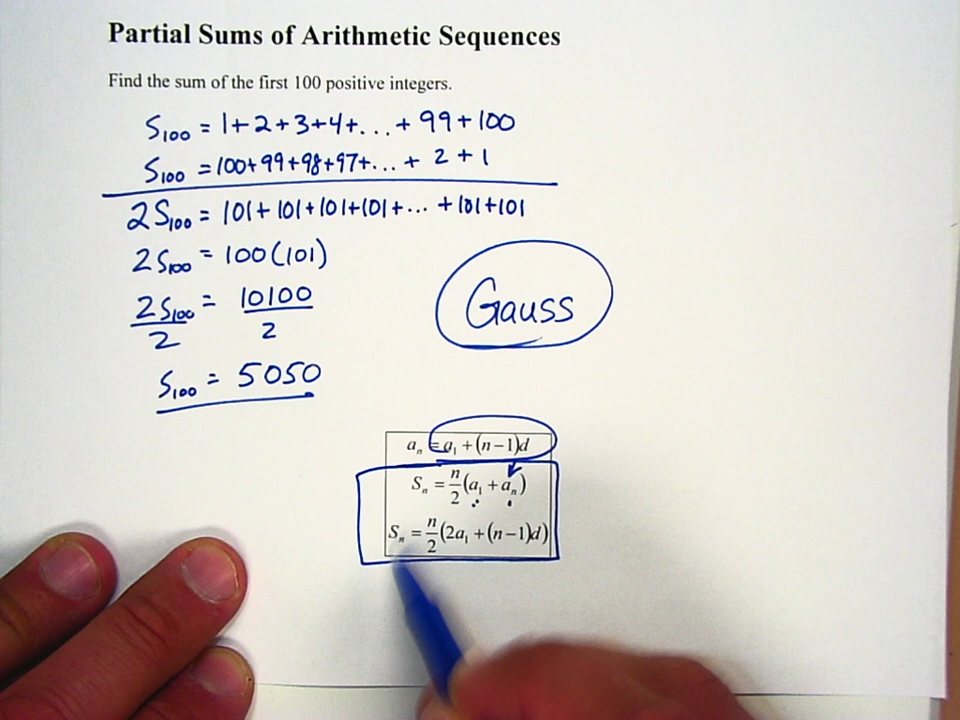 Partial Sums of Arithmetic Sequences
Find the sum of the first 100 positive integers.
S₁₀₀ = 1+2+3+4+...+ 99+100
S₁₀₀ = 100+99+98+97+...+ 2+1
2S₁₀₀ = 101+101+101+101+...+101+101
2S₁₀₀ = 100(101)
2S₁₀₀/2 = 10100/2
S₁₀₀ = 5050
Gauss
aₙ = a₁ + (n−1)d
Sₙ = n/2 (a₁ + aₙ)
Sₙ = n/2 (2a₁ + (n−1)d)